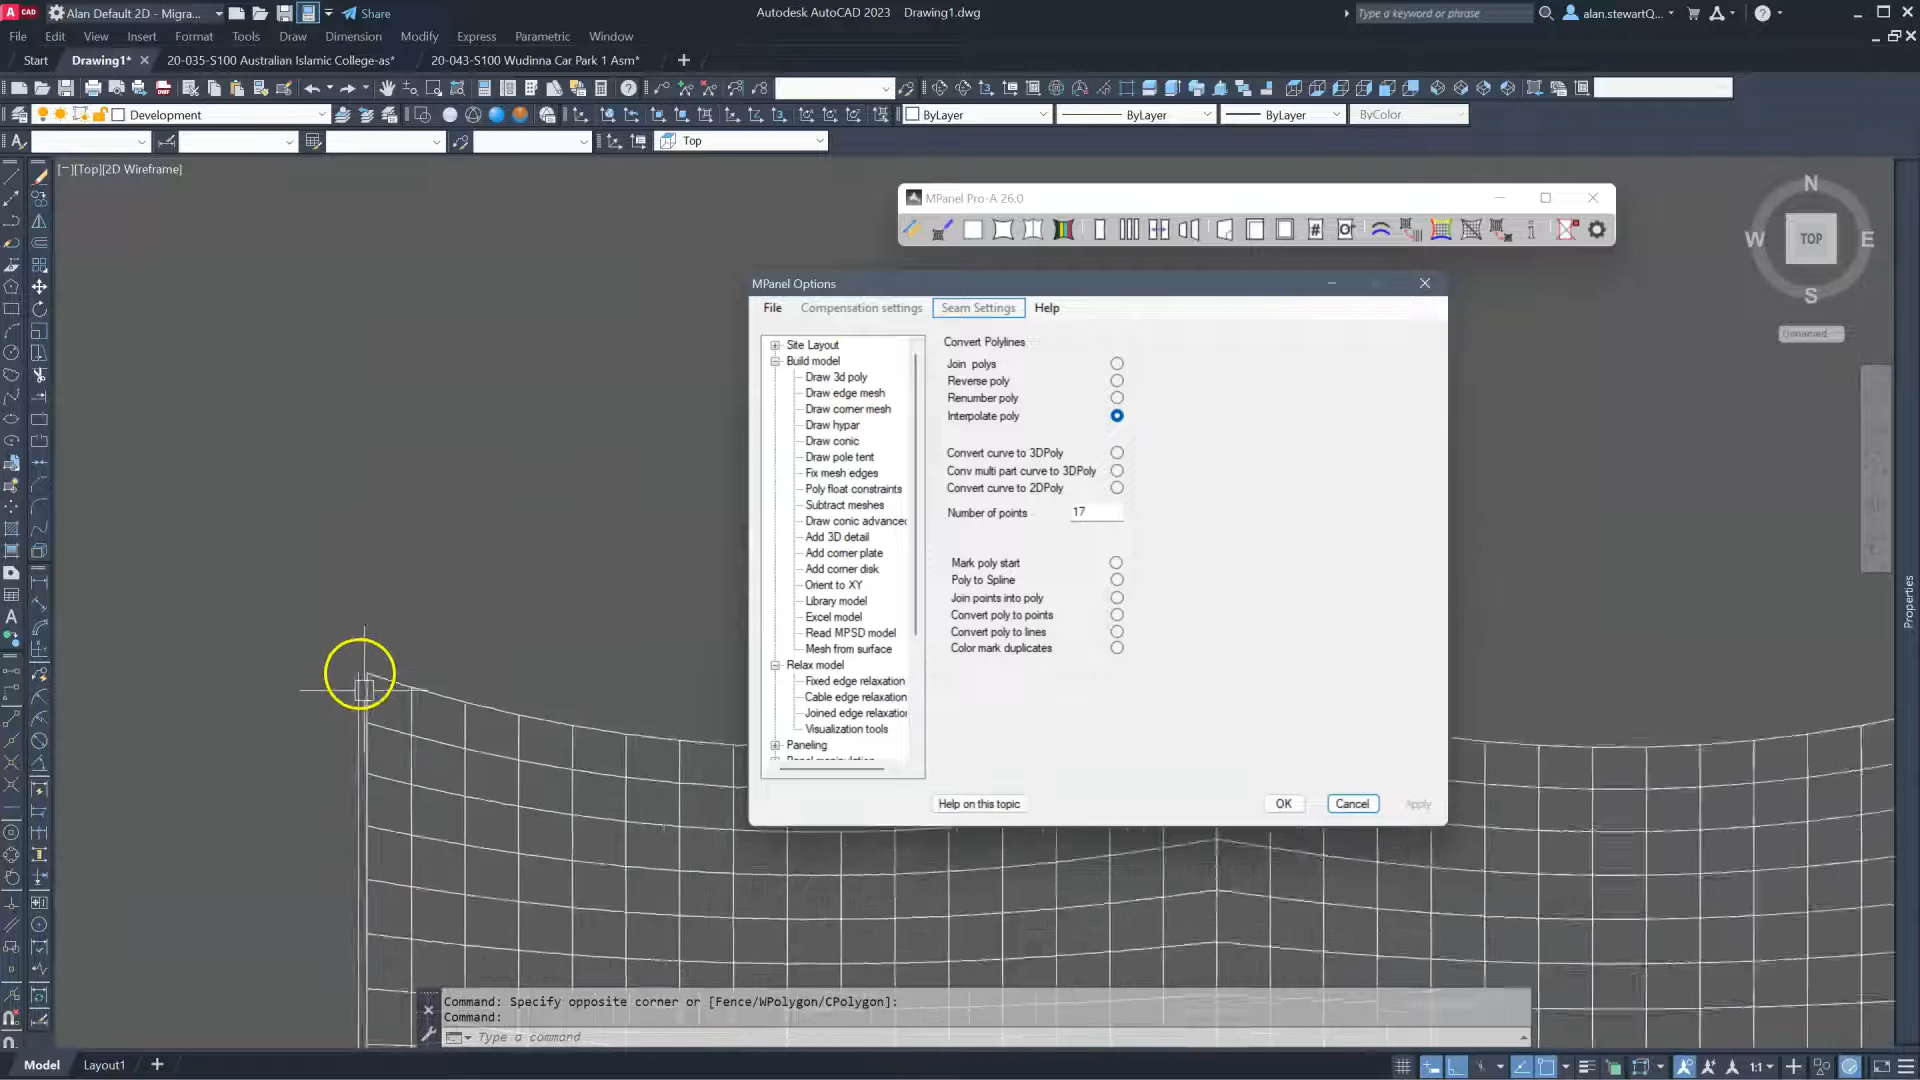 CAD
Alan Default 2D - Migra...
Share
Autodesk AutoCAD 2023 Drawing1.dwg
Type a keyword or phrase
alan.stewartQ...
File Edit View Insert Format Tools Draw Dimension Modify Express Parametric Window
Start Drawing1* 20-035-S100 Australian Islamic College-as* 20-043-S100 Wudinna Car Park 1 Asm*
Development
ByLayer
ByLayer
ByLayer
ByColor
Top
[−][Top][2D Wireframe]
MPanel Pro-A 26.0
N
W TOP E
S
Unnamed
MPanel Options
File Compensation settings Seam Settings Help
Site Layout
Build model
Draw 3d poly
Draw edge mesh
Draw corner mesh
Draw hypar
Draw conic
Draw pole tent
Fix mesh edges
Poly float constraints
Subtract meshes
Draw conic advanced
Add 3D detail
Add corner plate
Add corner disk
Orient to XY
Library model
Excel model
Read MPSD model
Mesh from surface
Relax model
Fixed edge relaxation
Cable edge relaxation
Joined edge relaxatio
Visualization tools
Paneling
Panel manipulation
Convert Polylines
Join polys
Reverse poly
Renumber poly
Interpolate poly
Convert curve to 3DPoly
Conv multi part curve to 3DPoly
Convert curve to 2DPoly
Number of points 17
Mark poly start
Poly to Spline
Join points into poly
Convert poly to points
Convert poly to lines
Color mark duplicates
Help on this topic
OK
Cancel
Apply
Properties
Command: Specify opposite corner or [Fence/WPolygon/CPolygon]:
Command:
Type a command
Model Layout1
1:1